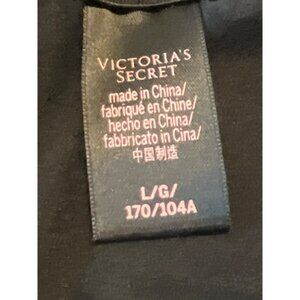 VICTORIA'S
SECRET
made in China/
fabriqué en Chine/
hecho en China/
fabbricato in Cina/
中国制造
L/G/
170/104A